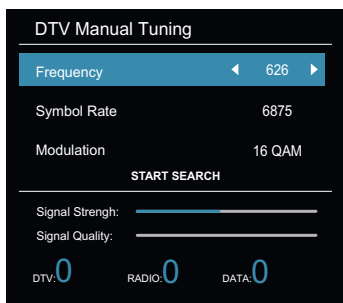 DTV Manual Tuning
Frequency 626
Symbol Rate 6875
Modulation 16 QAM
START SEARCH
Signal Strengh:
Signal Quality:
DTV:0 RADIO:0 DATA:0